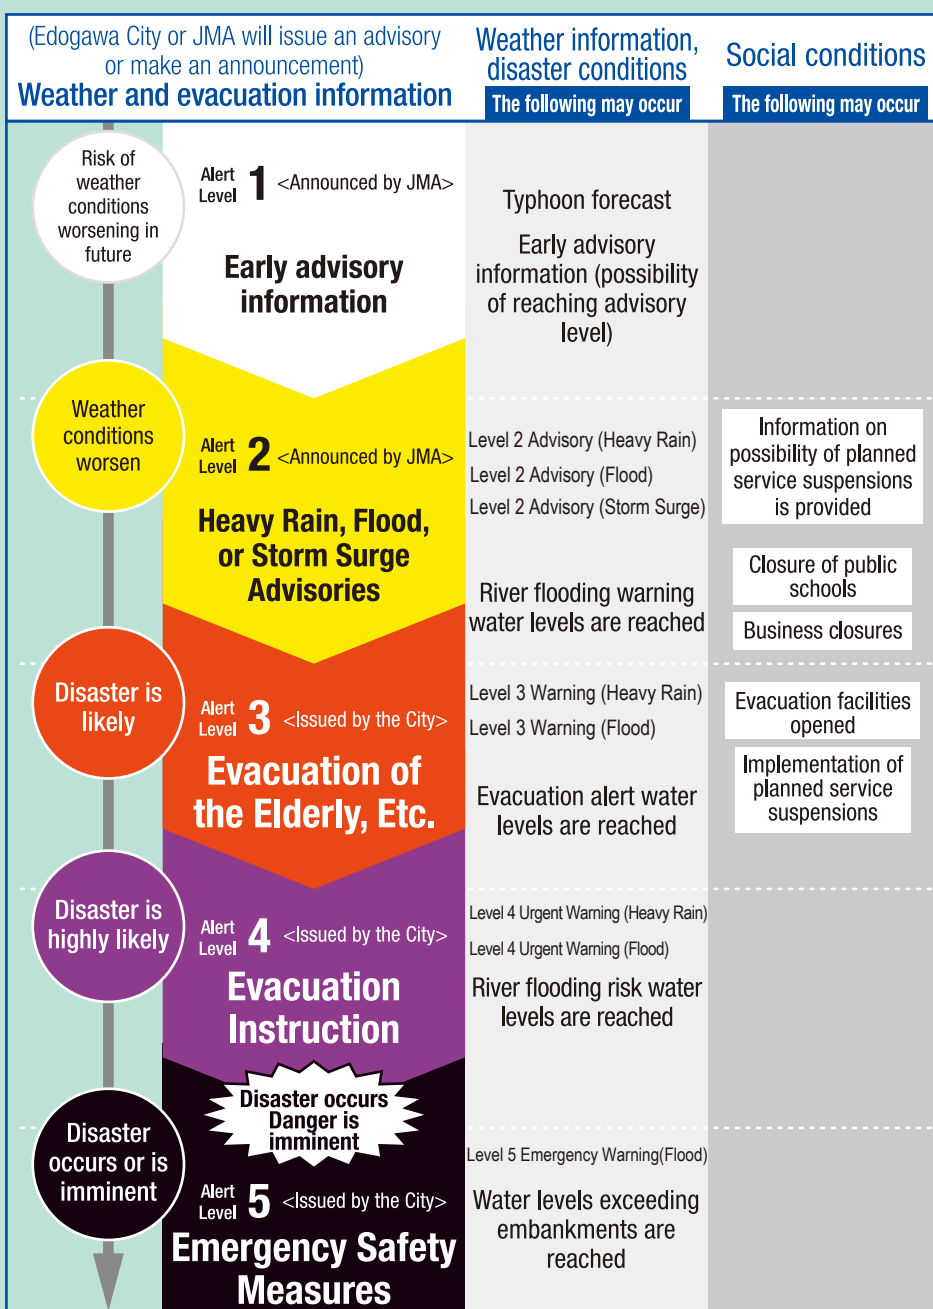 (Edogawa City or JMA will issue an advisory
or make an announcement)
Weather and evacuation information
Weather information,
disaster conditions
The following may occur
Social conditions
The following may occur
Risk of
weather
conditions
worsening in
future
Alert
Level 1 <Announced by JMA>
Early advisory
information
Typhoon forecast
Early advisory
information (possibility
of reaching advisory
level)
Weather
conditions
worsen
Alert
Level 2 <Announced by JMA>
Heavy Rain, Flood,
or Storm Surge
Advisories
Level 2 Advisory (Heavy Rain)
Level 2 Advisory (Flood)
Level 2 Advisory (Storm Surge)
River flooding warning
water levels are reached
Information on
possibility of planned
service suspensions
is provided
Closure of public
schools
Business closures
Disaster is
likely
Alert
Level 3 <Issued by the City>
Evacuation of
the Elderly, Etc.
Level 3 Warning (Heavy Rain)
Level 3 Warning (Flood)
Evacuation alert water
levels are reached
Evacuation facilities
opened
Implementation of
planned service
suspensions
Disaster is
highly likely
Alert
Level 4 <Issued by the City>
Evacuation
Instruction
Level 4 Urgent Warning (Heavy Rain)
Level 4 Urgent Warning (Flood)
River flooding risk water
levels are reached
Disaster occurs
Danger is
imminent
Disaster
occurs or is
imminent
Alert
Level 5 <Issued by the City>
Emergency Safety
Measures
Level 5 Emergency Warning(Flood)
Water levels exceeding
embankments are
reached